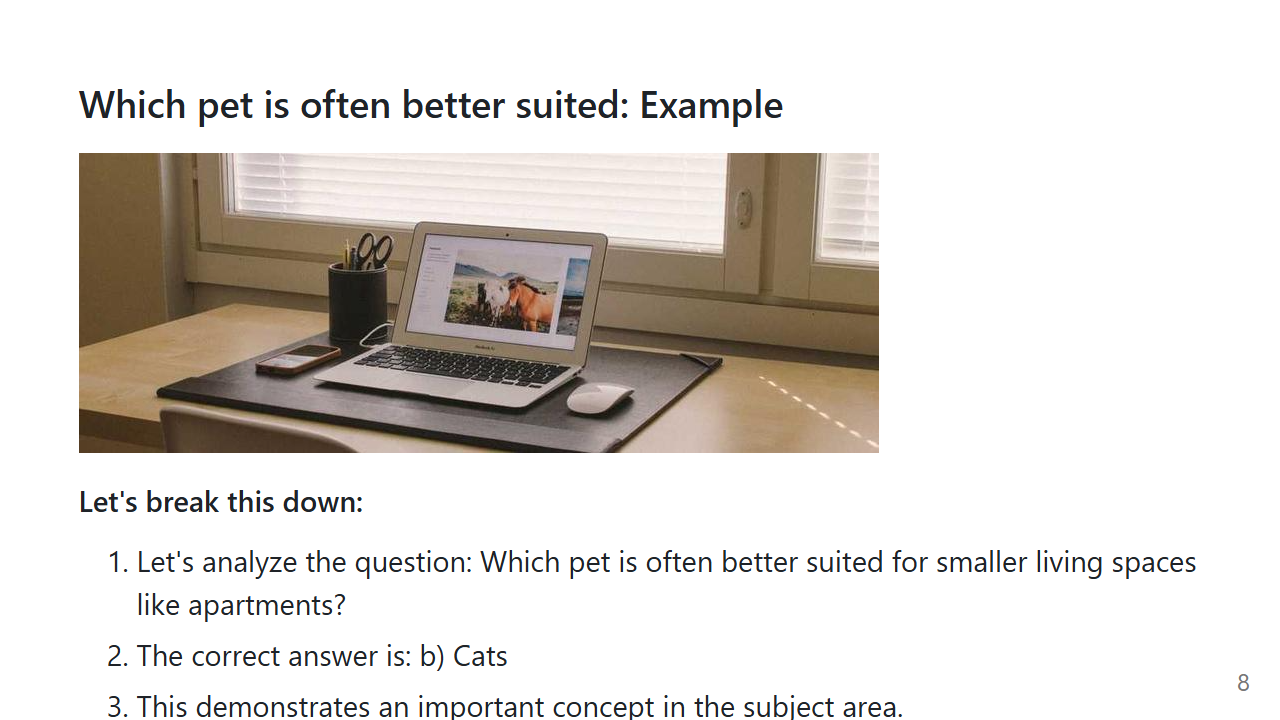 Which pet is often better suited: Example
Let's break this down:
1. Let's analyze the question: Which pet is often better suited for smaller living spaces
like apartments?
2. The correct answer is: b) Cats
3. This demonstrates an important concept in the subject area.
8